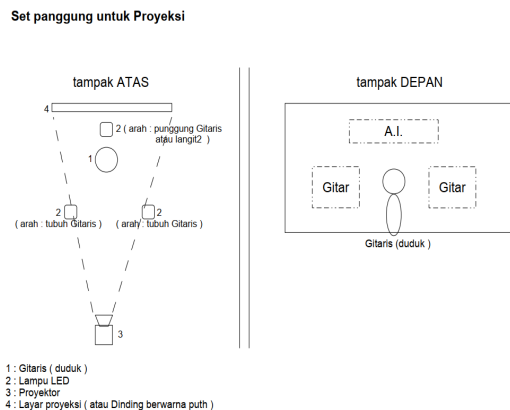 Set panggung untuk Proyeksi
tampak ATAS
4
2 ( arah : punggung Gitaris
atau langit2 )
1
2
( arah : tubuh Gitaris )
2
( arah : tubuh Gitaris )
3
1 : Gitaris ( duduk )
2 : Lampu LED
3 : Proyektor
4 : Layar proyeksi ( atau Dinding berwarna puth )
tampak DEPAN
A.I.
Gitar
Gitar
Gitaris (duduk )